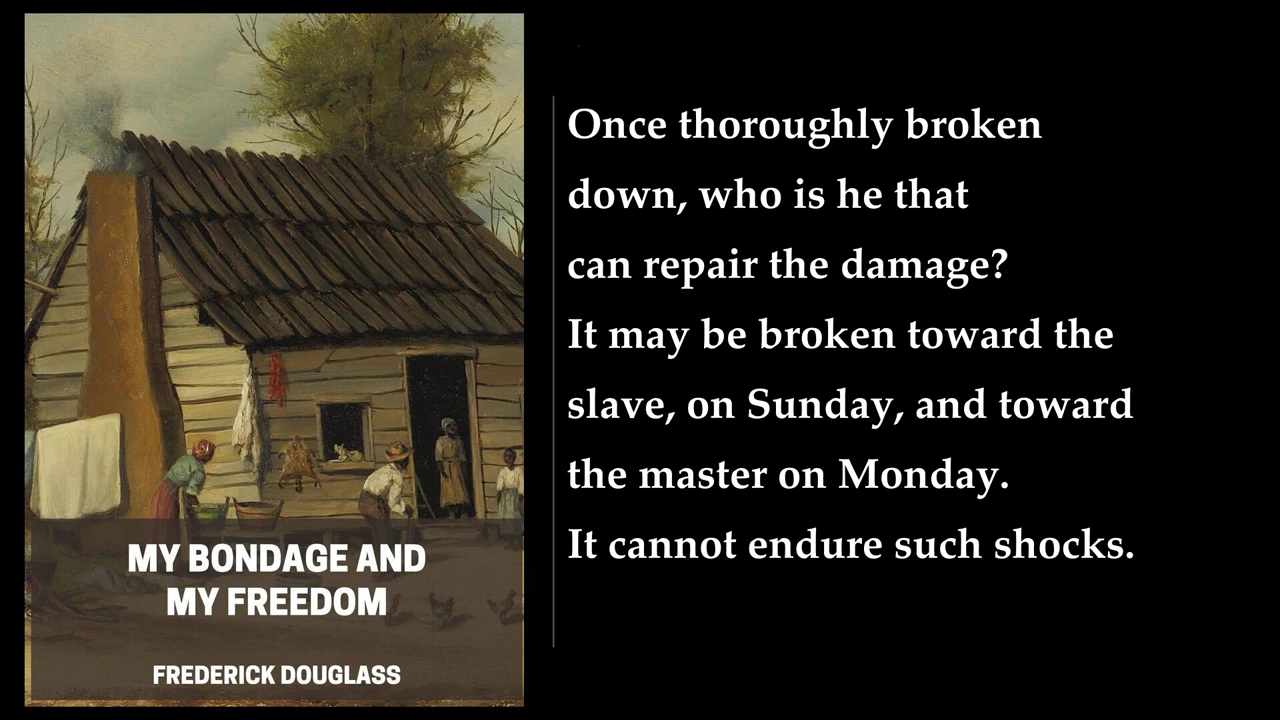 MY BONDAGE AND
MY FREEDOM
FREDERICK DOUGLASS
Once thoroughly broken
down, who is he that
can repair the damage?
It may be broken toward the
slave, on Sunday, and toward
the master on Monday.
It cannot endure such shocks.